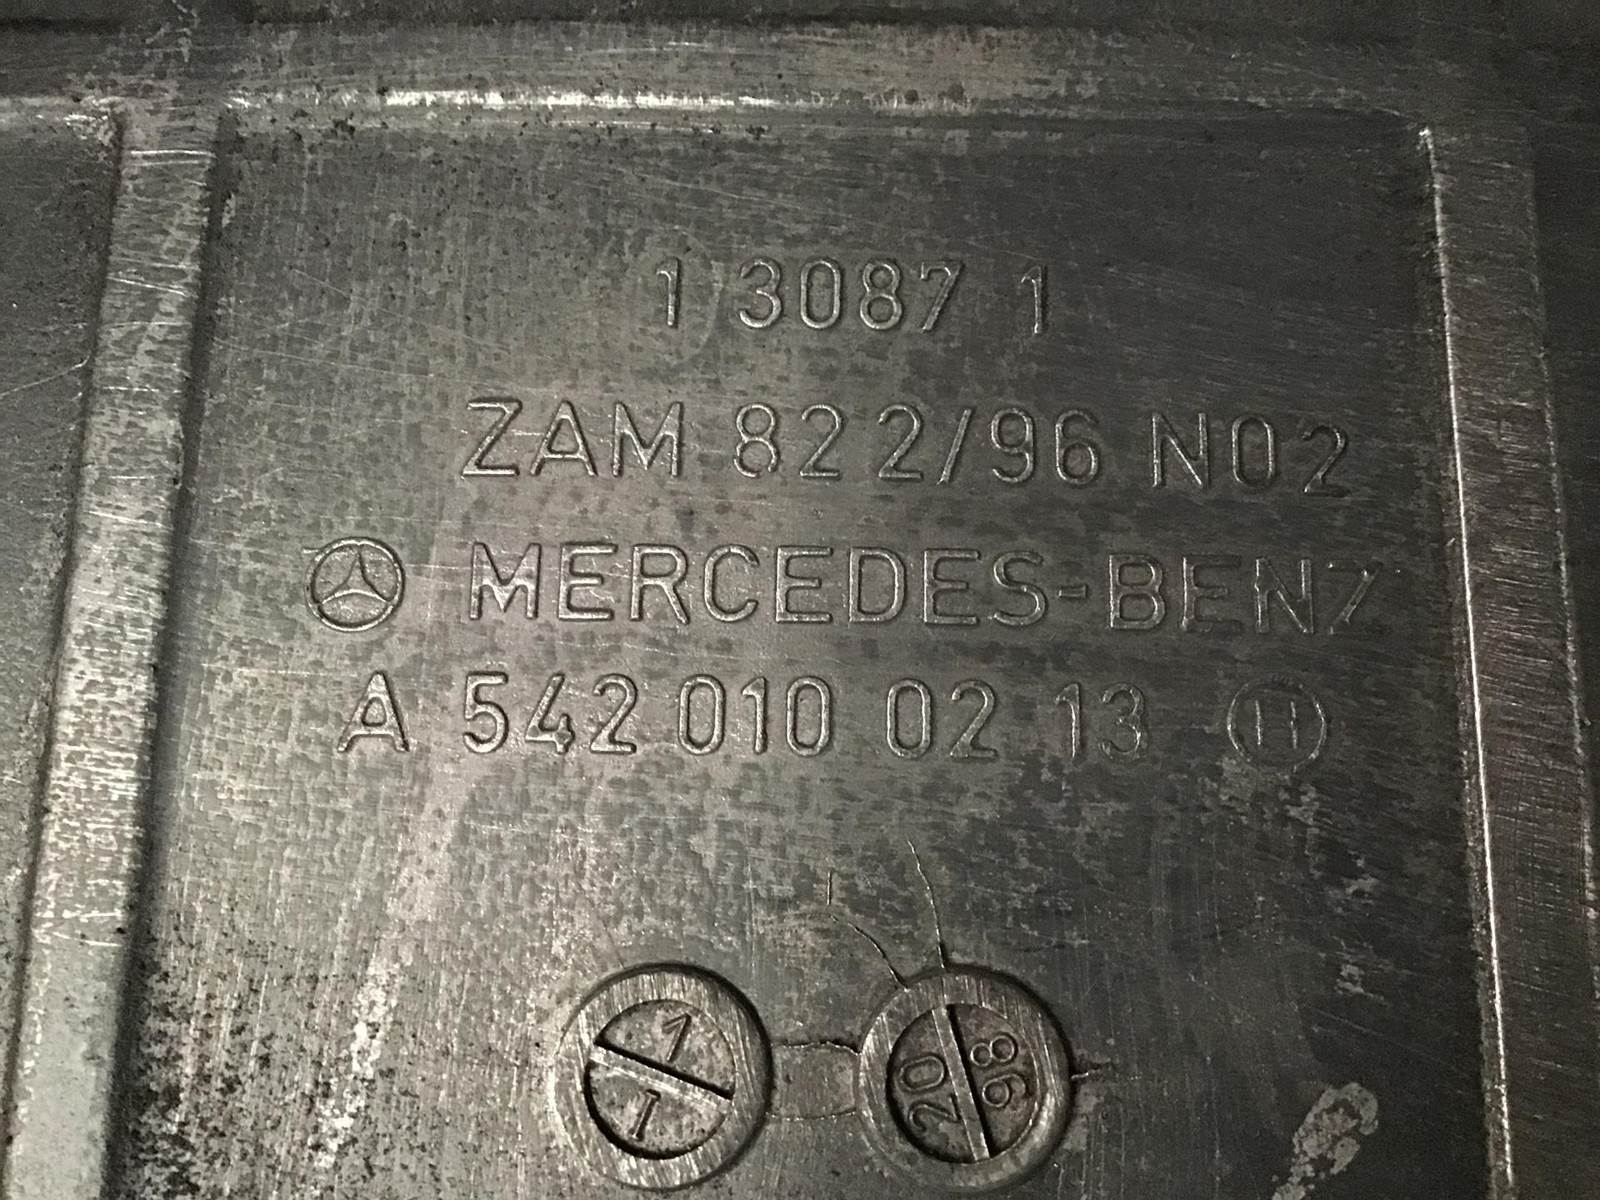 1 3087 1
ZAM 82 2/96 N02
MERCEDES-BENZ
A 542 010 02 13 H
1
1
20
98